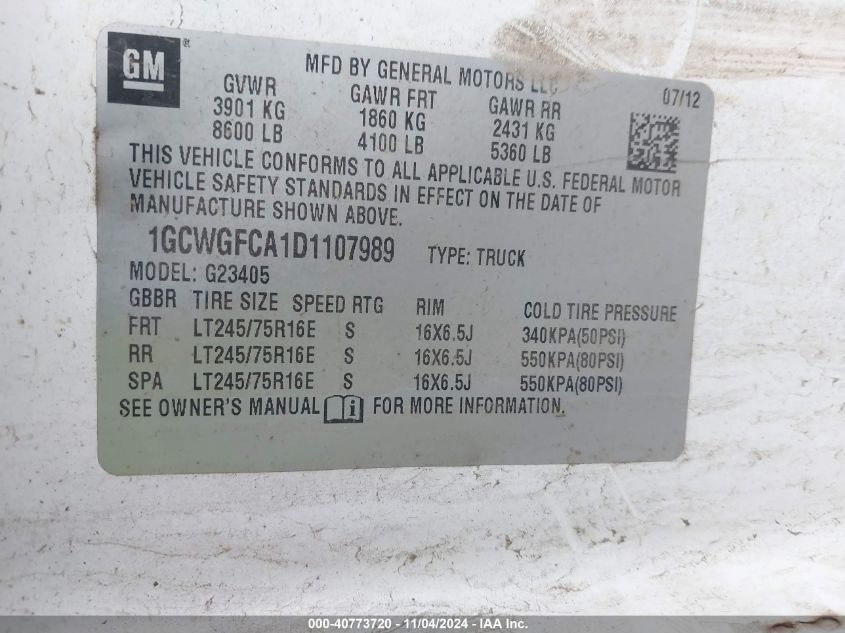 GM ®
MFD BY GENERAL MOTORS LLC
07/12
GVWR GAWR FRT GAWR RR
3901 KG 1860 KG 2431 KG
8600 LB 4100 LB 5360 LB
THIS VEHICLE CONFORMS TO ALL APPLICABLE U.S. FEDERAL MOTOR
VEHICLE SAFETY STANDARDS IN EFFECT ON THE DATE OF
MANUFACTURE SHOWN ABOVE.
1GCWGFCA1D1107989 TYPE: TRUCK
MODEL: G23405
GBBR TIRE SIZE SPEED RTG RIM COLD TIRE PRESSURE
FRT LT245/75R16E S 16X6.5J 340KPA(50PSI)
RR LT245/75R16E S 16X6.5J 550KPA(80PSI)
SPA LT245/75R16E S 16X6.5J 550KPA(80PSI)
SEE OWNER'S MANUAL i FOR MORE INFORMATION.
000-40773720 - 11/04/2024 - IAA Inc.